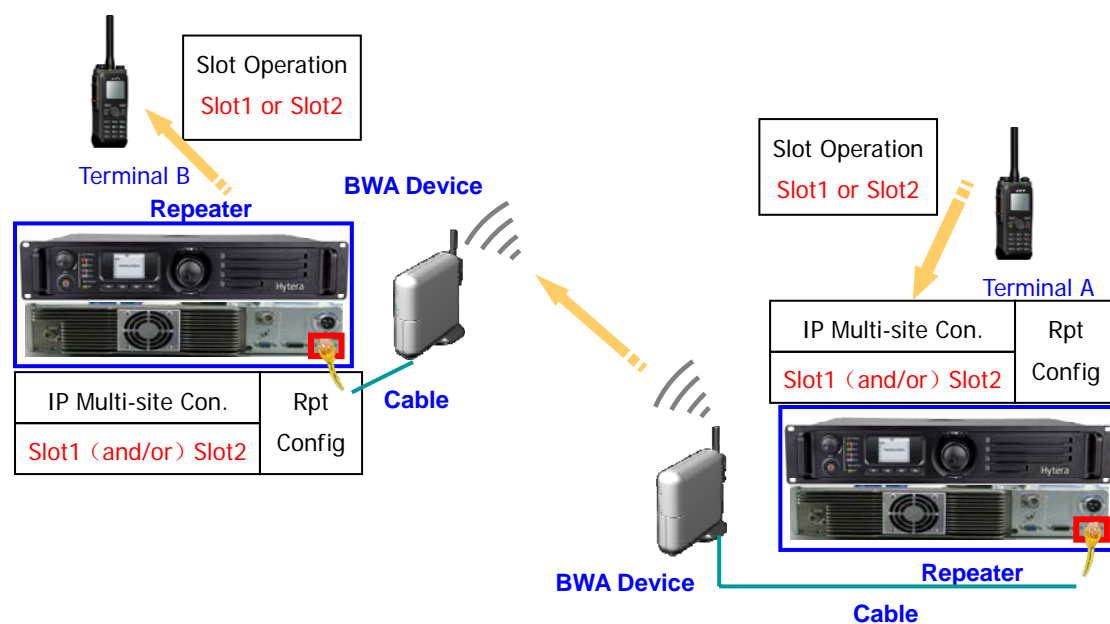 Slot Operation
Slot1 or Slot2
Terminal B
Repeater
BWA Device
Hytera
IP Multi-site Con.
Slot1（and/or）Slot2
Rpt
Config
Cable
Slot Operation
Slot1 or Slot2
Terminal A
IP Multi-site Con.
Slot1（and/or）Slot2
Rpt
Config
Hytera
BWA Device
Repeater
Cable